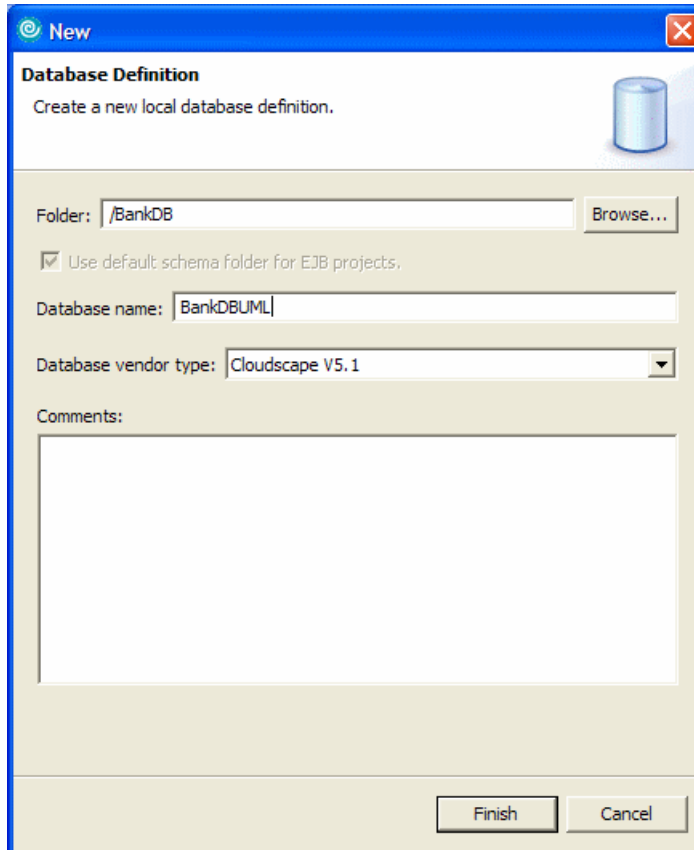 New
Database Definition
Create a new local database definition.
Folder: /BankDB Browse...
Use default schema folder for EJB projects.
Database name: BankDBUML
Database vendor type: Cloudscape V5.1
Comments:
Finish Cancel